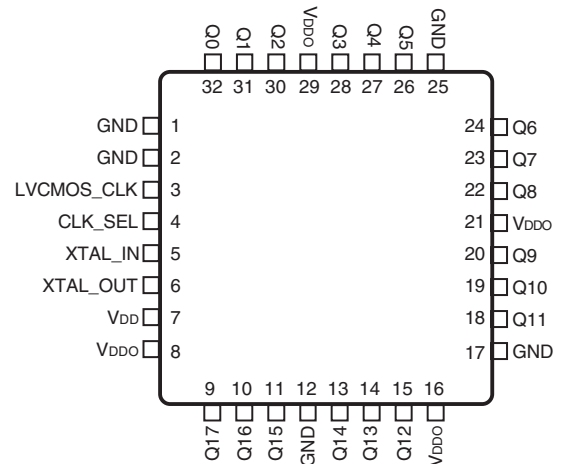 Q0 Q1 Q2 VDDO Q3 Q4 Q5 GND
32 31 30 29 28 27 26 25
GND 1 24 Q6
GND 2 23 Q7
LVCMOS_CLK 3 22 Q8
CLK_SEL 4 21 VDDO
XTAL_IN 5 20 Q9
XTAL_OUT 6 19 Q10
VDD 7 18 Q11
VDDO 8 17 GND
9 10 11 12 13 14 15 16
Q17 Q16 Q15 GND Q14 Q13 Q12 VDDO